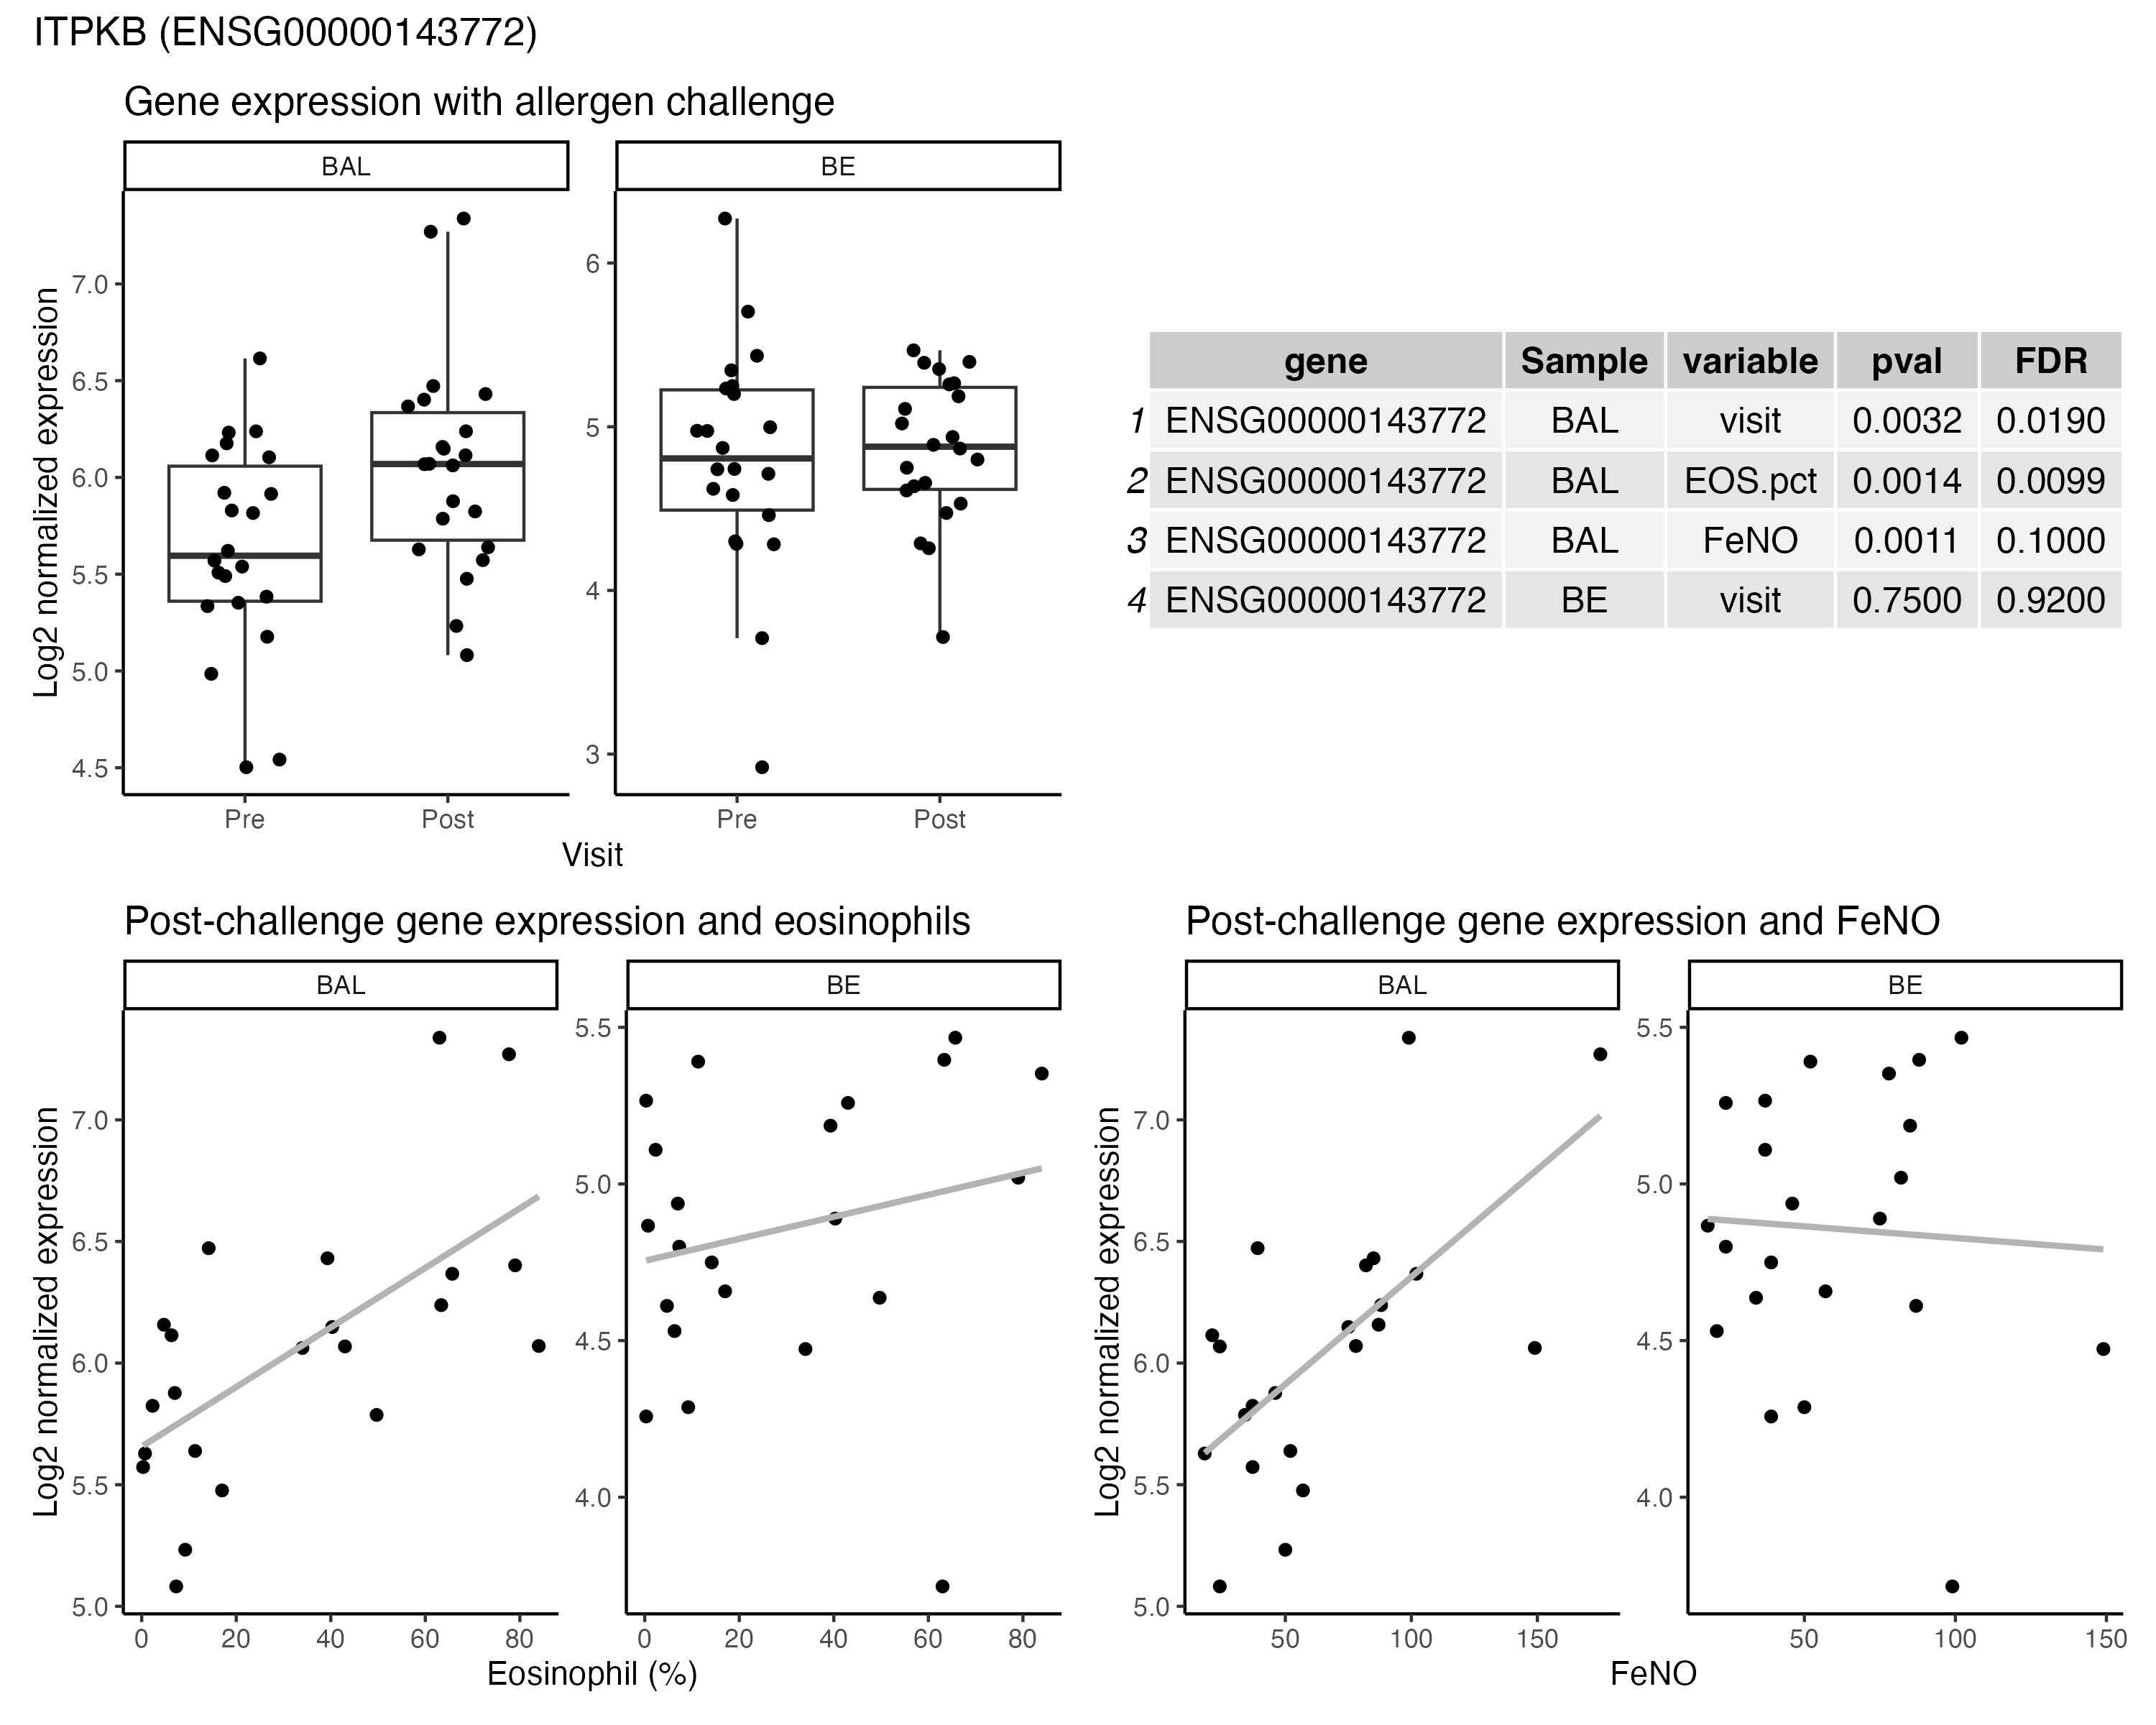 ITPKB (ENSG00000143772)
Gene expression with allergen challenge
BAL BE
Log2 normalized expression
7.0
6.5
6.0
5.5
5.0
4.5
6
5
4
3
Pre Post Pre Post
Visit
gene Sample variable pval FDR
1 ENSG00000143772 BAL visit 0.0032 0.0190
2 ENSG00000143772 BAL EOS.pct 0.0014 0.0099
3 ENSG00000143772 BAL FeNO 0.0011 0.1000
4 ENSG00000143772 BE visit 0.7500 0.9200
Post-challenge gene expression and eosinophils
BAL BE
Log2 normalized expression
7.0
6.5
6.0
5.5
5.0
5.5
5.0
4.5
4.0
0 20 40 60 80 0 20 40 60 80
Eosinophil (%)
Post-challenge gene expression and FeNO
BAL BE
Log2 normalized expression
7.0
6.5
6.0
5.5
5.0
5.5
5.0
4.5
4.0
50 100 150 50 100 150
FeNO